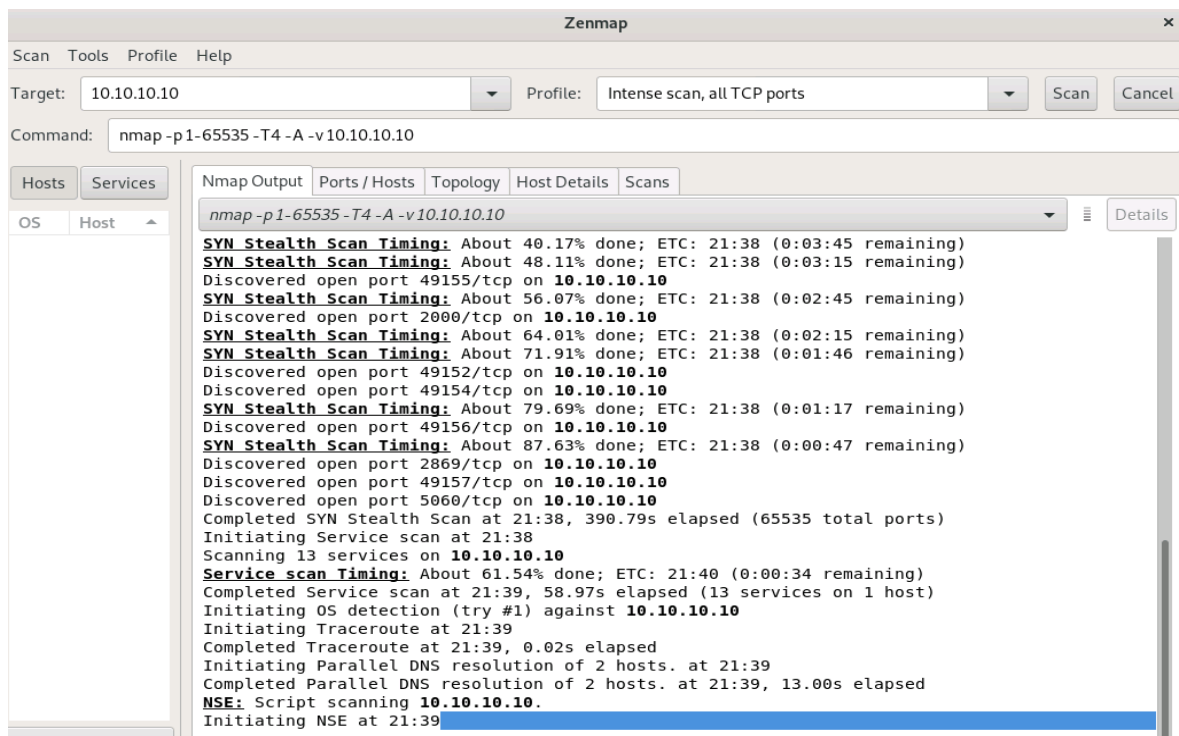 Zenmap ×
Scan Tools Profile Help
Target: 10.10.10.10 Profile: Intense scan, all TCP ports Scan Cancel
Command: nmap -p 1-65535 -T4 -A -v 10.10.10.10
Hosts Services Nmap Output Ports / Hosts Topology Host Details Scans
OS Host nmap -p 1-65535 -T4 -A -v 10.10.10.10 Details
SYN Stealth Scan Timing: About 40.17% done; ETC: 21:38 (0:03:45 remaining)
SYN Stealth Scan Timing: About 48.11% done; ETC: 21:38 (0:03:15 remaining)
Discovered open port 49155/tcp on 10.10.10.10
SYN Stealth Scan Timing: About 56.07% done; ETC: 21:38 (0:02:45 remaining)
Discovered open port 2000/tcp on 10.10.10.10
SYN Stealth Scan Timing: About 64.01% done; ETC: 21:38 (0:02:15 remaining)
SYN Stealth Scan Timing: About 71.91% done; ETC: 21:38 (0:01:46 remaining)
Discovered open port 49152/tcp on 10.10.10.10
Discovered open port 49154/tcp on 10.10.10.10
SYN Stealth Scan Timing: About 79.69% done; ETC: 21:38 (0:01:17 remaining)
Discovered open port 49156/tcp on 10.10.10.10
SYN Stealth Scan Timing: About 87.63% done; ETC: 21:38 (0:00:47 remaining)
Discovered open port 2869/tcp on 10.10.10.10
Discovered open port 49157/tcp on 10.10.10.10
Discovered open port 5060/tcp on 10.10.10.10
Completed SYN Stealth Scan at 21:38, 390.79s elapsed (65535 total ports)
Initiating Service scan at 21:38
Scanning 13 services on 10.10.10.10
Service scan Timing: About 61.54% done; ETC: 21:40 (0:00:34 remaining)
Completed Service scan at 21:39, 58.97s elapsed (13 services on 1 host)
Initiating OS detection (try #1) against 10.10.10.10
Initiating Traceroute at 21:39
Completed Traceroute at 21:39, 0.02s elapsed
Initiating Parallel DNS resolution of 2 hosts. at 21:39
Completed Parallel DNS resolution of 2 hosts. at 21:39, 13.00s elapsed
NSE: Script scanning 10.10.10.10.
Initiating NSE at 21:39